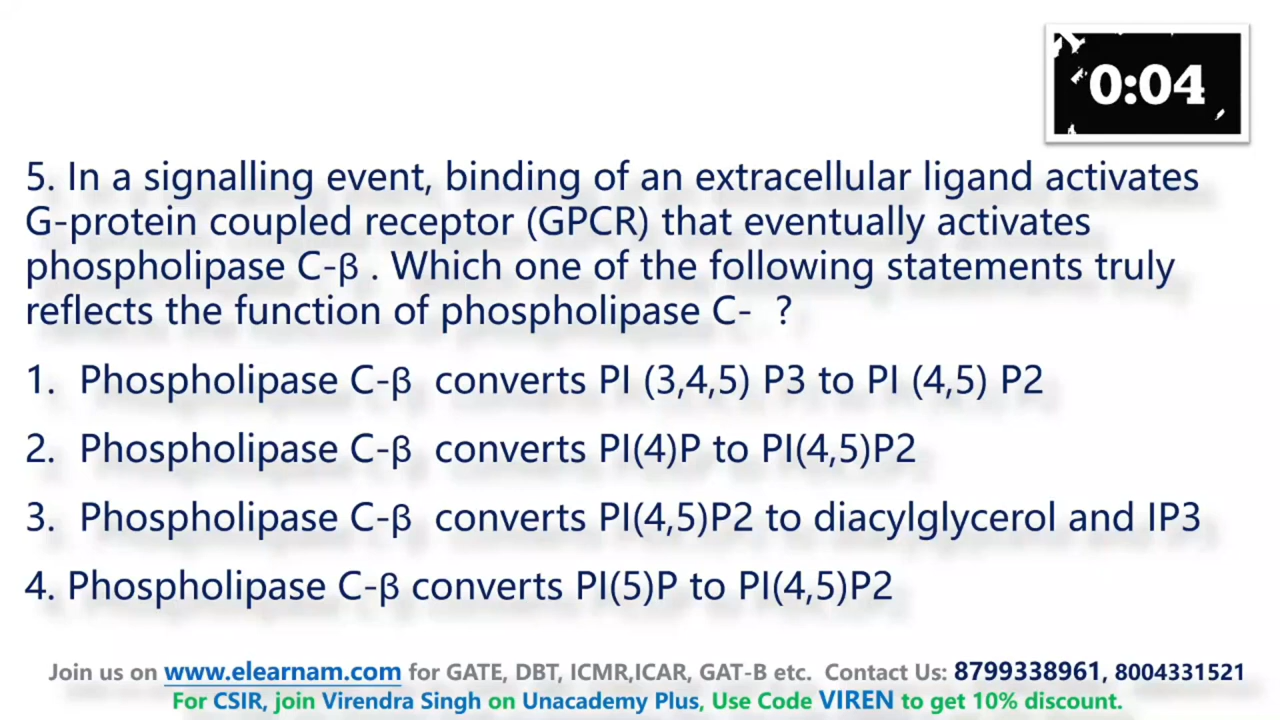 0:04
5. In a signalling event, binding of an extracellular ligand activates
G-protein coupled receptor (GPCR) that eventually activates
phospholipase C-β . Which one of the following statements truly
reflects the function of phospholipase C-  ?
1.  Phospholipase C-β  converts PI (3,4,5) P3 to PI (4,5) P2
2.  Phospholipase C-β  converts PI(4)P to PI(4,5)P2
3.  Phospholipase C-β  converts PI(4,5)P2 to diacylglycerol and IP3
4. Phospholipase C-β converts PI(5)P to PI(4,5)P2
Join us on www.elearnam.com for GATE, DBT, ICMR,ICAR, GAT-B etc.  Contact Us: 8799338961, 8004331521
For CSIR, join Virendra Singh on Unacademy Plus, Use Code VIREN to get 10% discount.